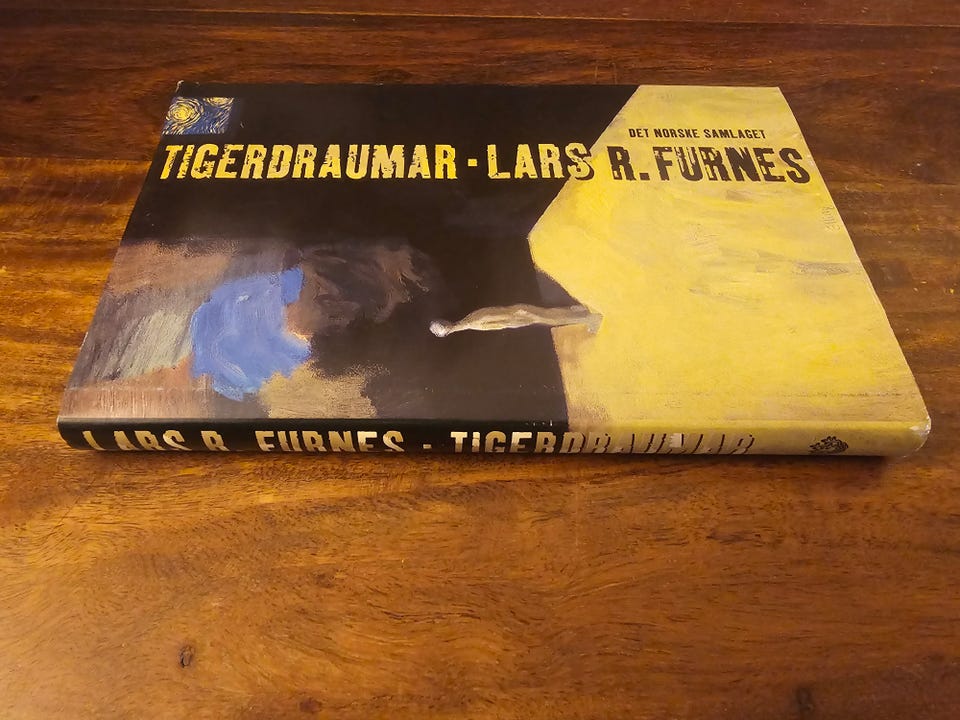 DET NORSKE SAMLAGET
TIGERDRAUMAR · LARS R. FURNES
LARS R. FURNES · TIGERDRAUMAR